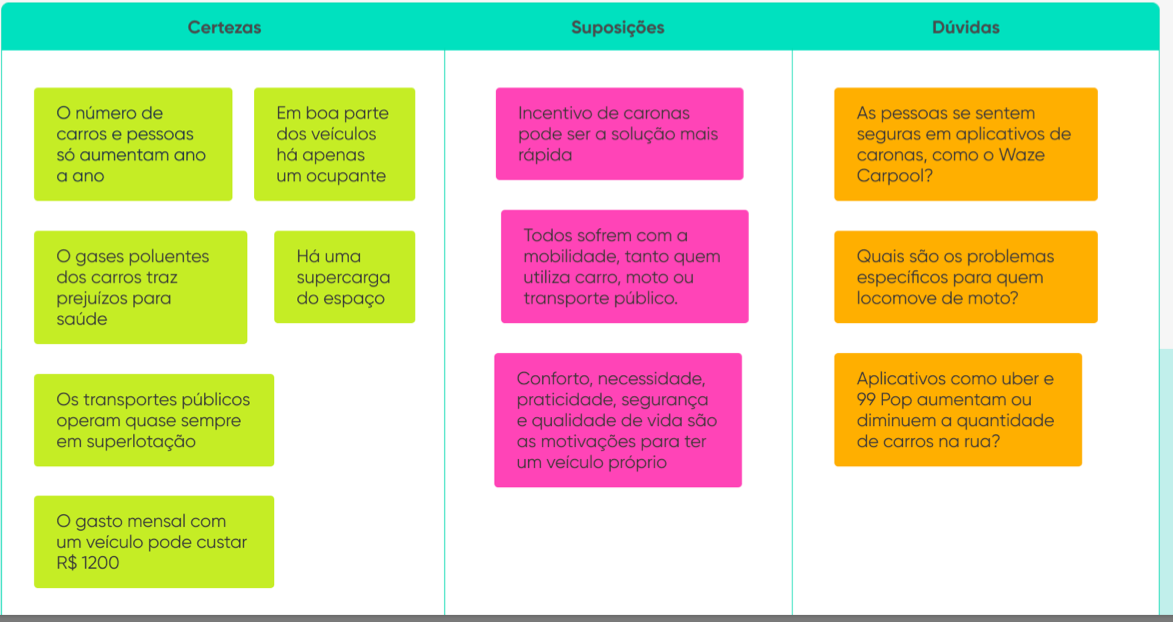 Certezas
Suposições
Dúvidas
O número de
carros e pessoas
só aumentam ano
a ano
Em boa parte
dos veículos
há apenas
um ocupante
O gases poluentes
dos carros traz
prejuízos para
saúde
Há uma
supercarga
do espaço
Os transportes públicos
operam quase sempre
em superlotação
O gasto mensal com
um veículo pode custar
R$ 1200
Incentivo de caronas
pode ser a solução mais
rápida
Todos sofrem com a
mobilidade, tanto quem
utiliza carro, moto ou
transporte público.
Conforto, necessidade,
praticidade, segurança
e qualidade de vida são
as motivações para ter
um veículo próprio
As pessoas se sentem
seguras em aplicativos de
caronas, como o Waze
Carpool?
Quais são os problemas
específicos para quem
locomove de moto?
Aplicativos como uber e
99 Pop aumentam ou
diminuem a quantidade
de carros na rua?